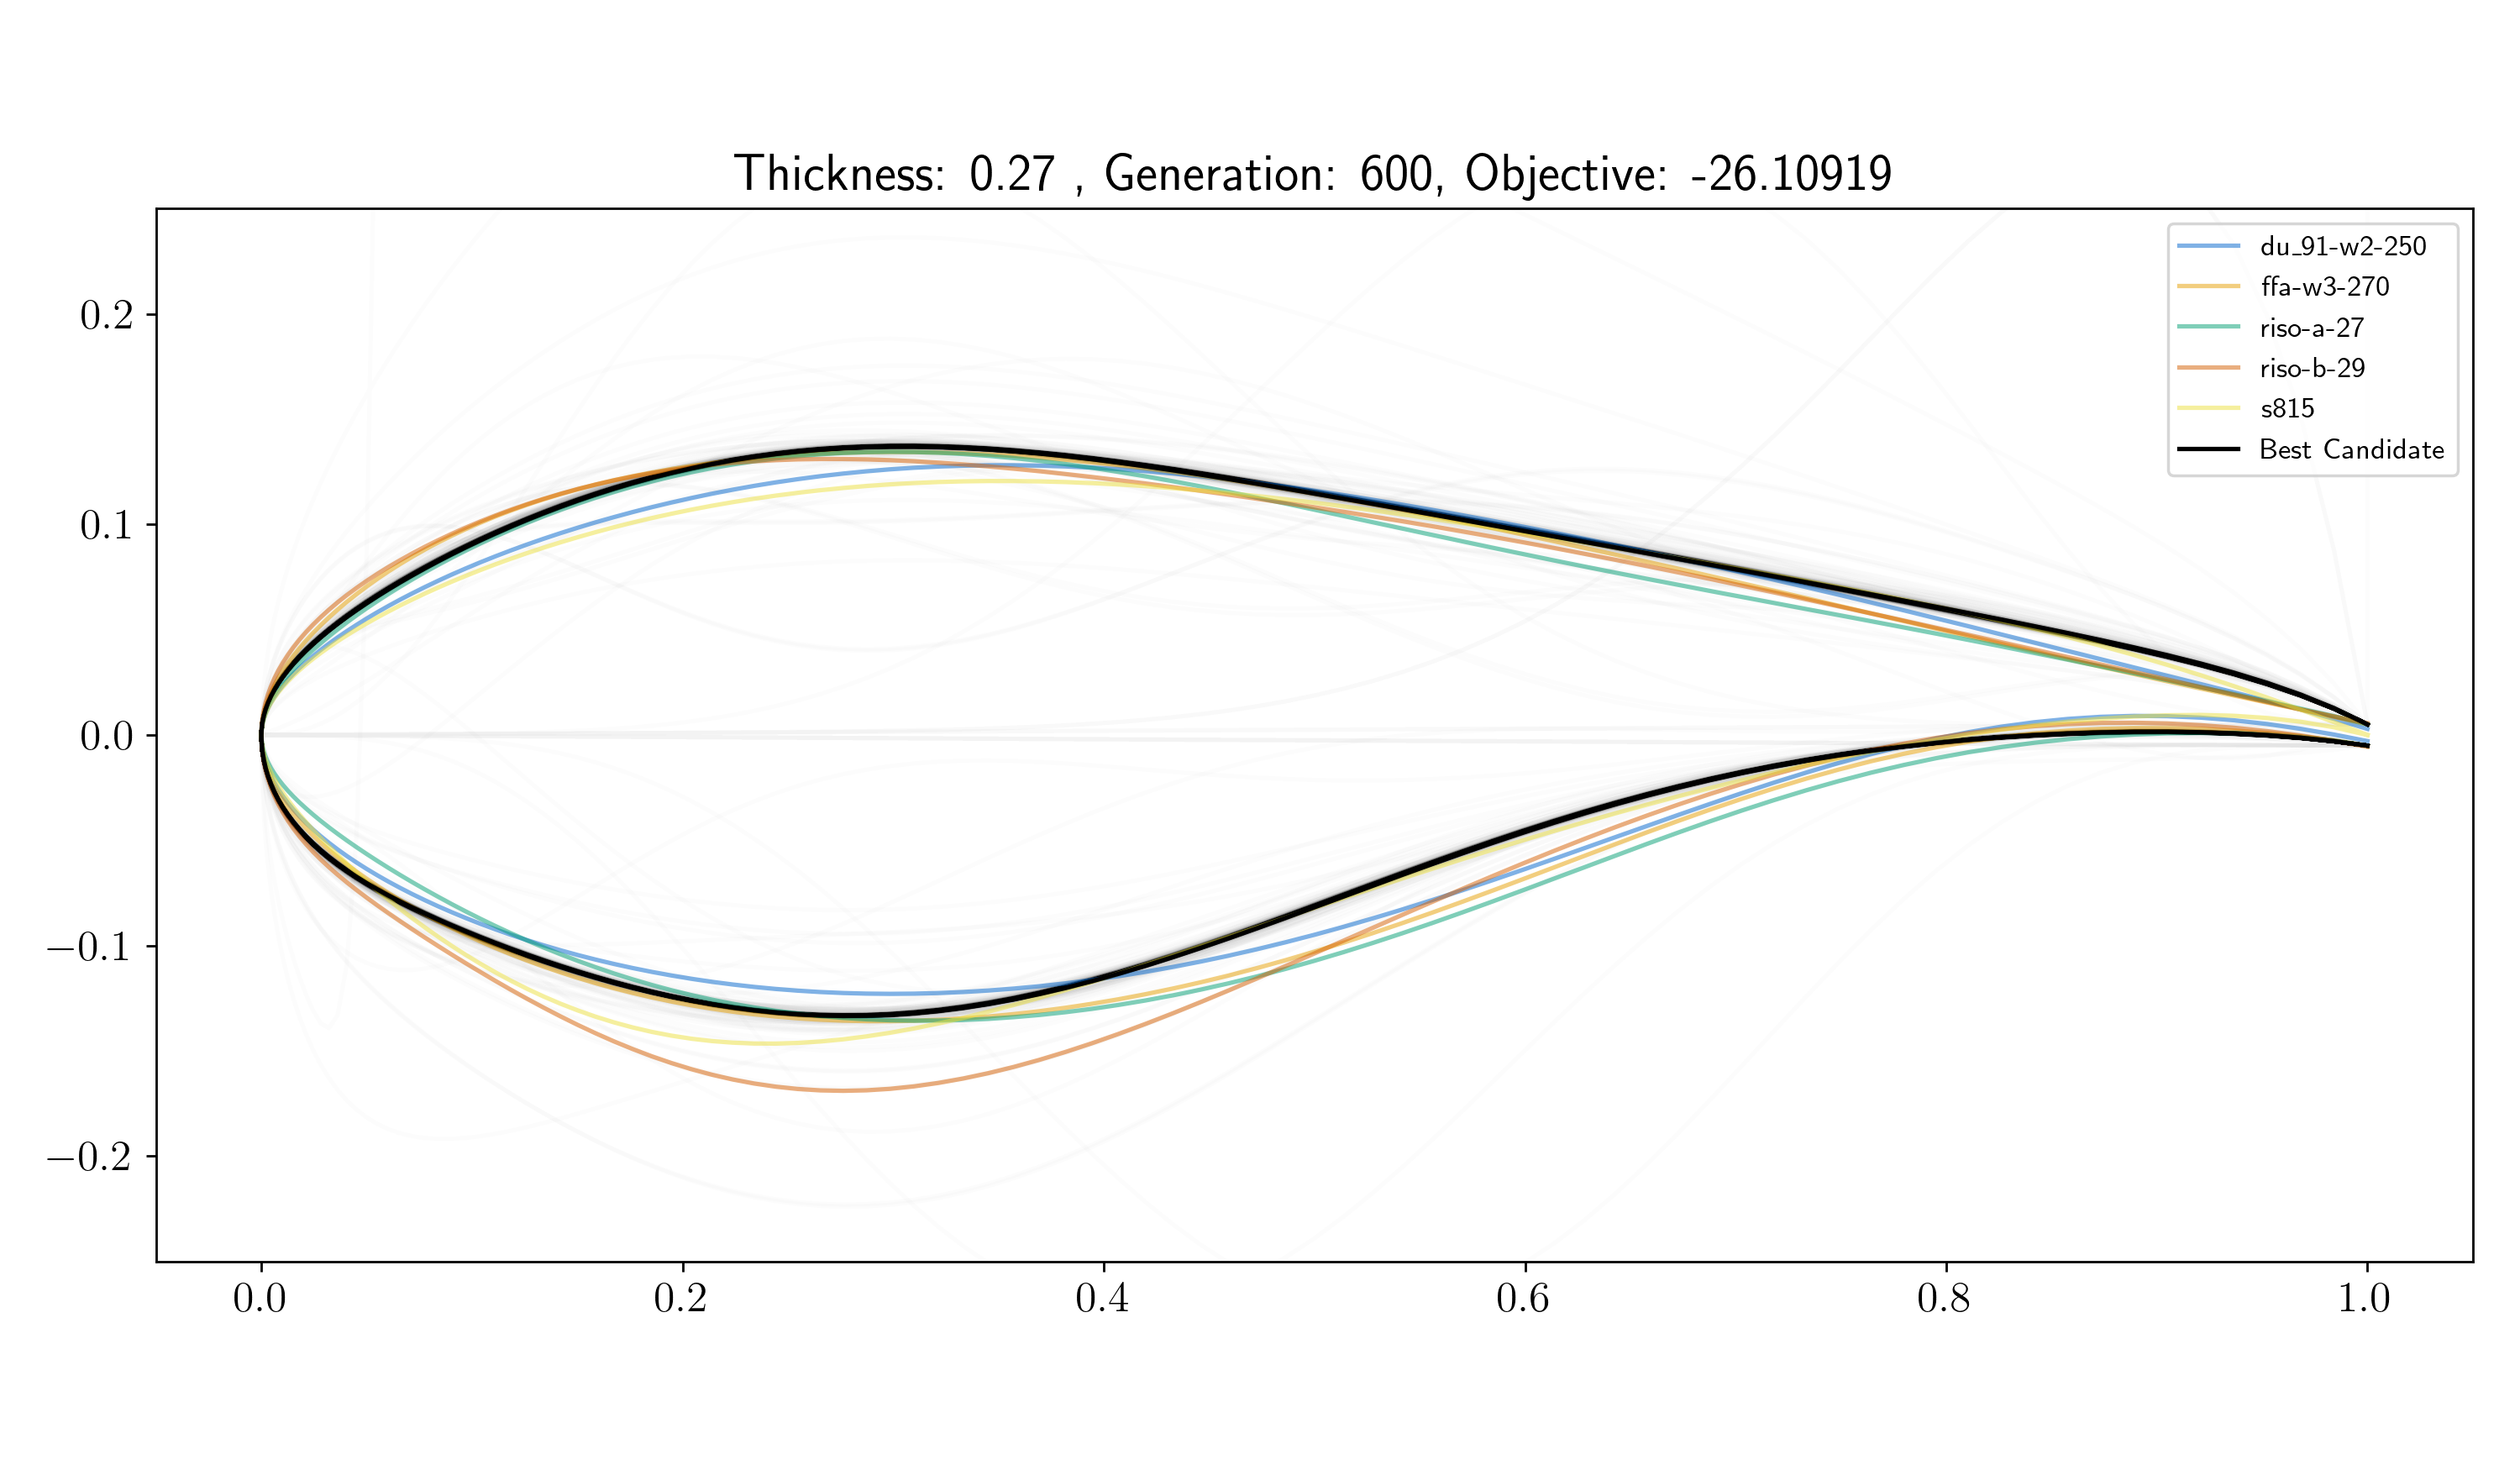 Thickness: 0.27 , Generation: 600, Objective: -26.10919
du_91-w2-250
ffa-w3-270
riso-a-27
riso-b-29
s815
Best Candidate
0.2
0.1
0.0
−0.1
−0.2
0.0 0.2 0.4 0.6 0.8 1.0